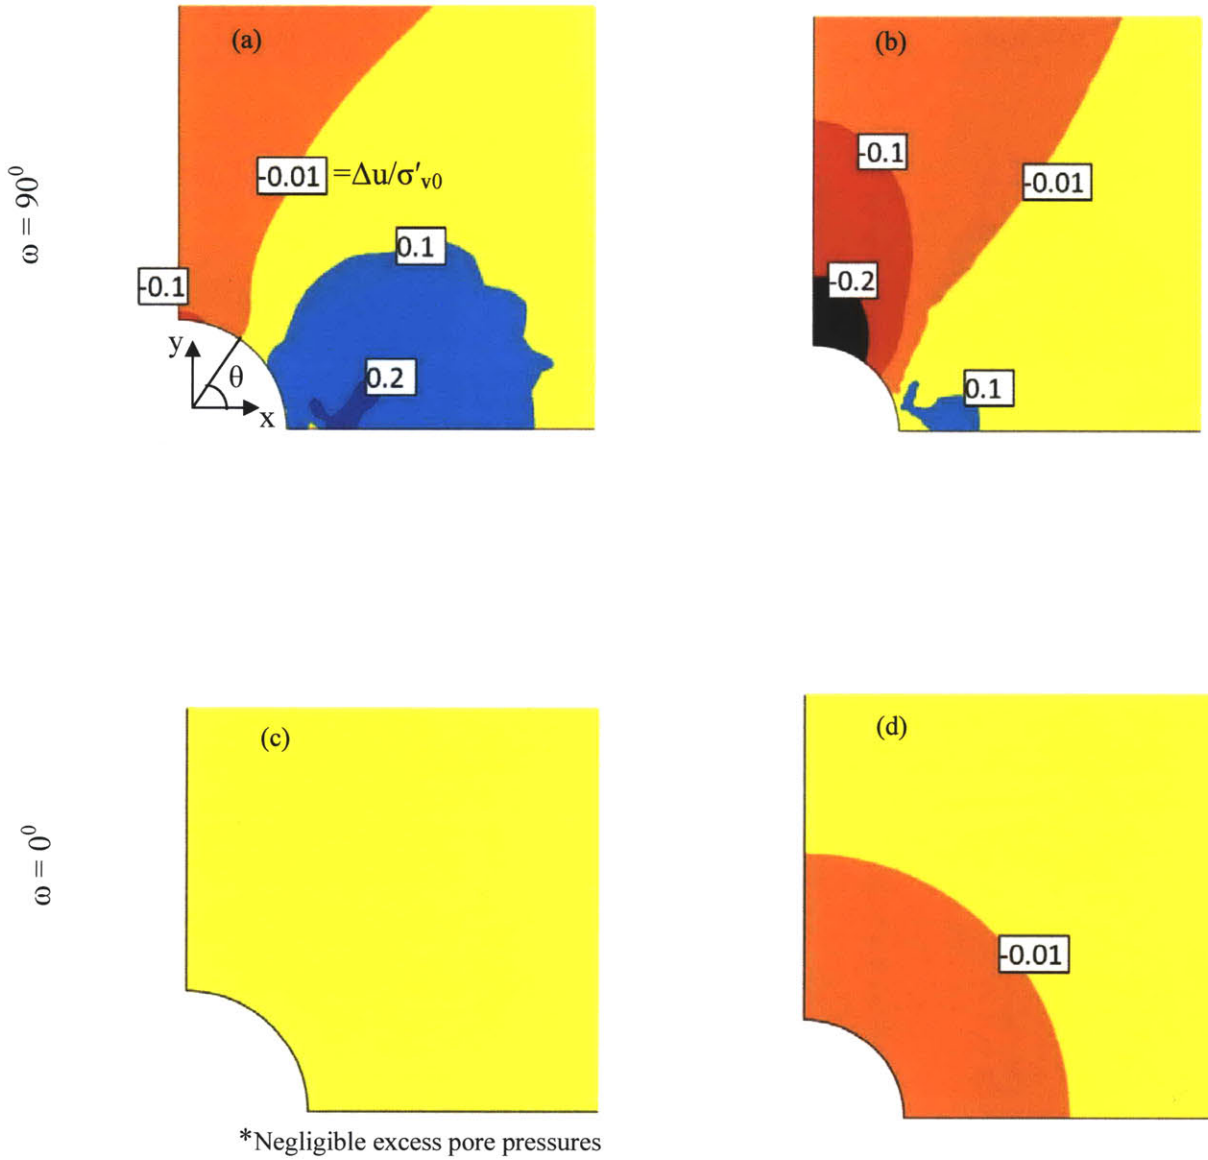 (a)
(b)
ω = 90⁰
-0.01 =Δu/σ′v0
-0.1
-0.01
0.1
-0.1
-0.2
y
θ
x
0.2
0.1
(c)
(d)
ω = 0⁰
-0.01
*Negligible excess pore pressures